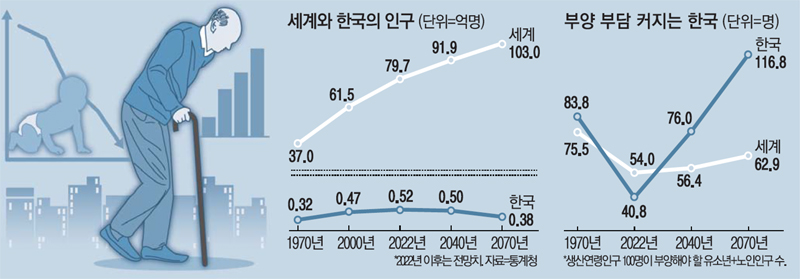 세계와 한국의 인구 (단위=억명)
세계
103.0
91.9
79.7
61.5
37.0
한국
0.32 0.47 0.52 0.50 0.38
1970년 2000년 2022년 2040년 2070년
*2022년 이후는 전망치. 자료=통계청
부양 부담 커지는 한국 (단위=명)
한국
116.8
83.8
75.5
76.0
54.0
세계
62.9
56.4
40.8
1970년 2022년 2040년 2070년
*생산연령인구 100명이 부양해야 할 유소년+노인인구 수.